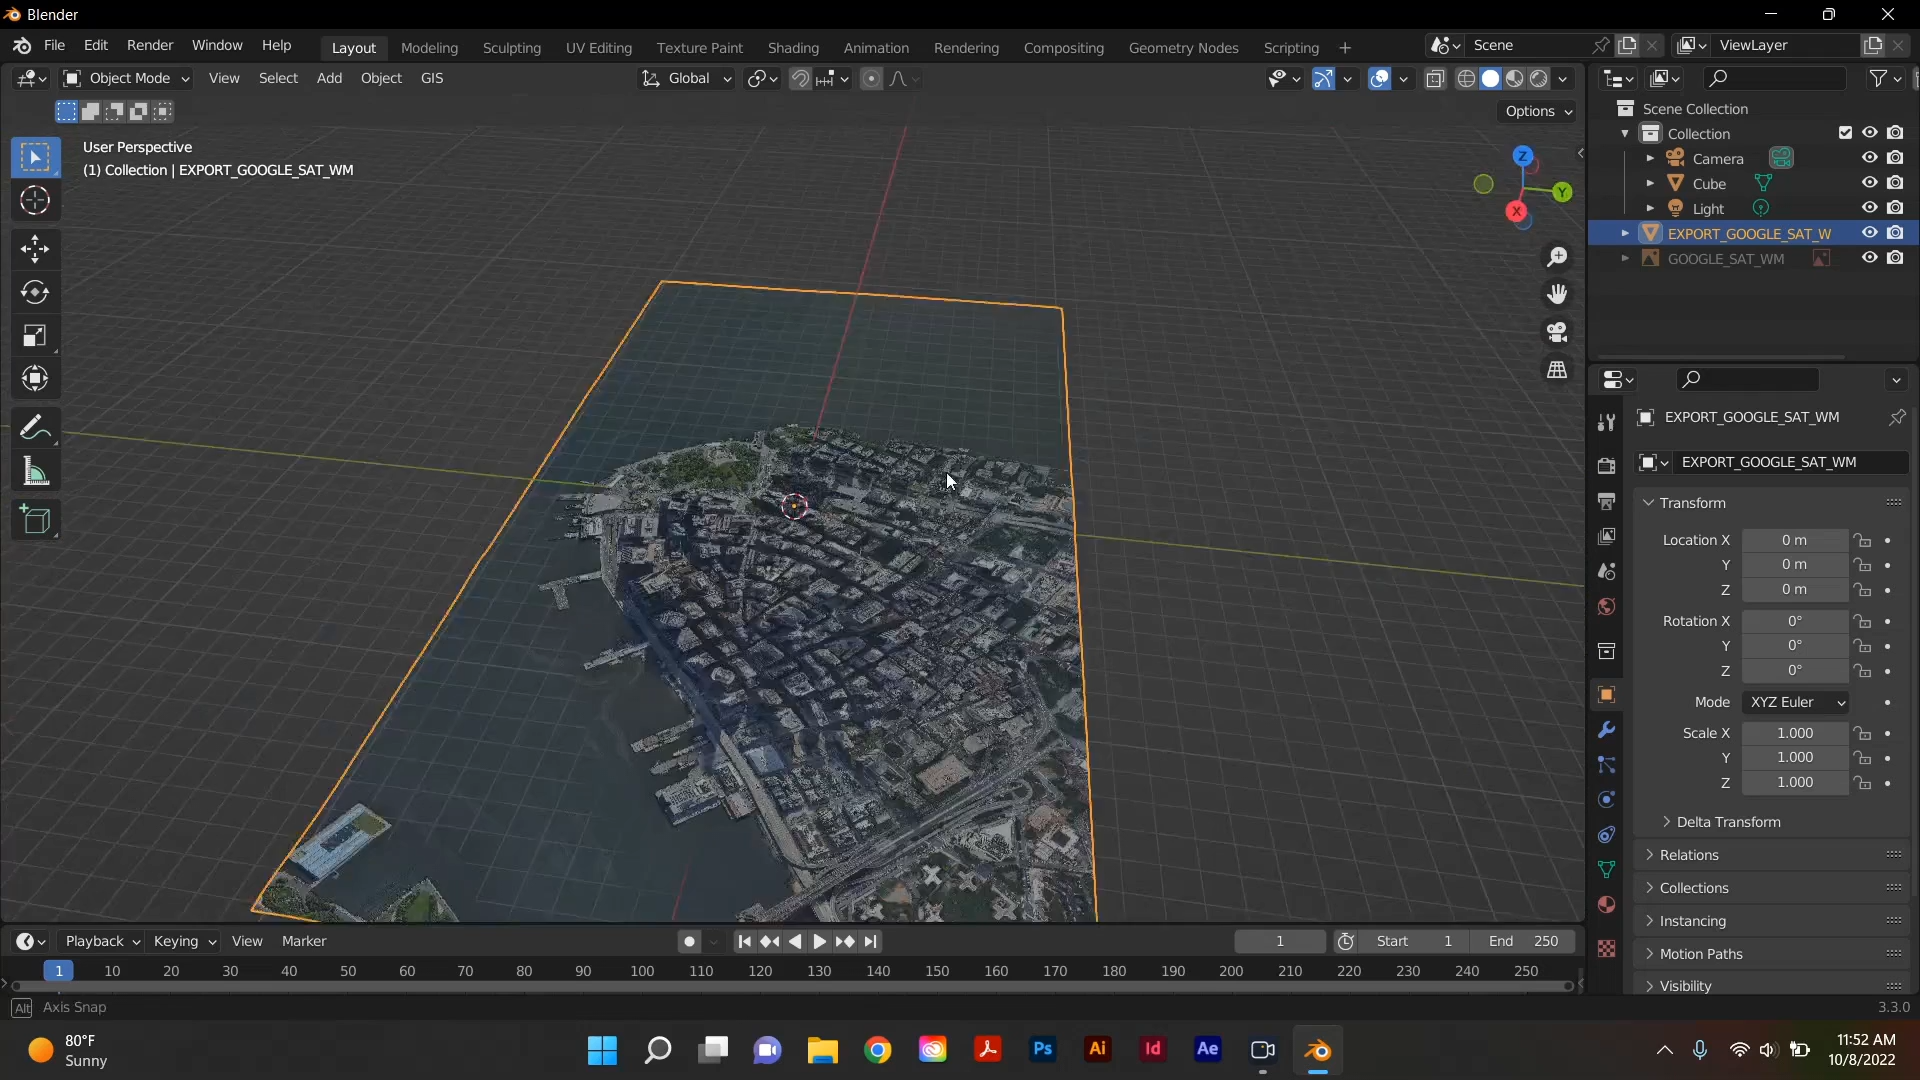 Blender
File Edit Render Window Help Layout Modeling Sculpting UV Editing Texture Paint Shading Animation Rendering Compositing Geometry Nodes Scripting + Scene ViewLayer
Object Mode View Select Add Object GIS Global
Options
User Perspective
(1) Collection | EXPORT_GOOGLE_SAT_WM
Z
Y
X
Scene Collection
Collection
Camera
Cube
Light
EXPORT_GOOGLE_SAT_W
GOOGLE_SAT_WM
EXPORT_GOOGLE_SAT_WM
EXPORT_GOOGLE_SAT_WM
Transform
Location X 0 m
Y 0 m
Z 0 m
Rotation X 0°
Y 0°
Z 0°
Mode XYZ Euler
Scale X 1.000
Y 1.000
Z 1.000
Delta Transform
Relations
Collections
Instancing
Motion Paths
Visibility
Playback Keying View Marker 1 Start 1 End 250
1 10 20 30 40 50 60 70 80 90 100 110 120 130 140 150 160 170 180 190 200 210 220 230 240 250
Alt Axis Snap 3.3.0
80°F
Sunny
Ps Ai Id Ae
11:52 AM
10/8/2022